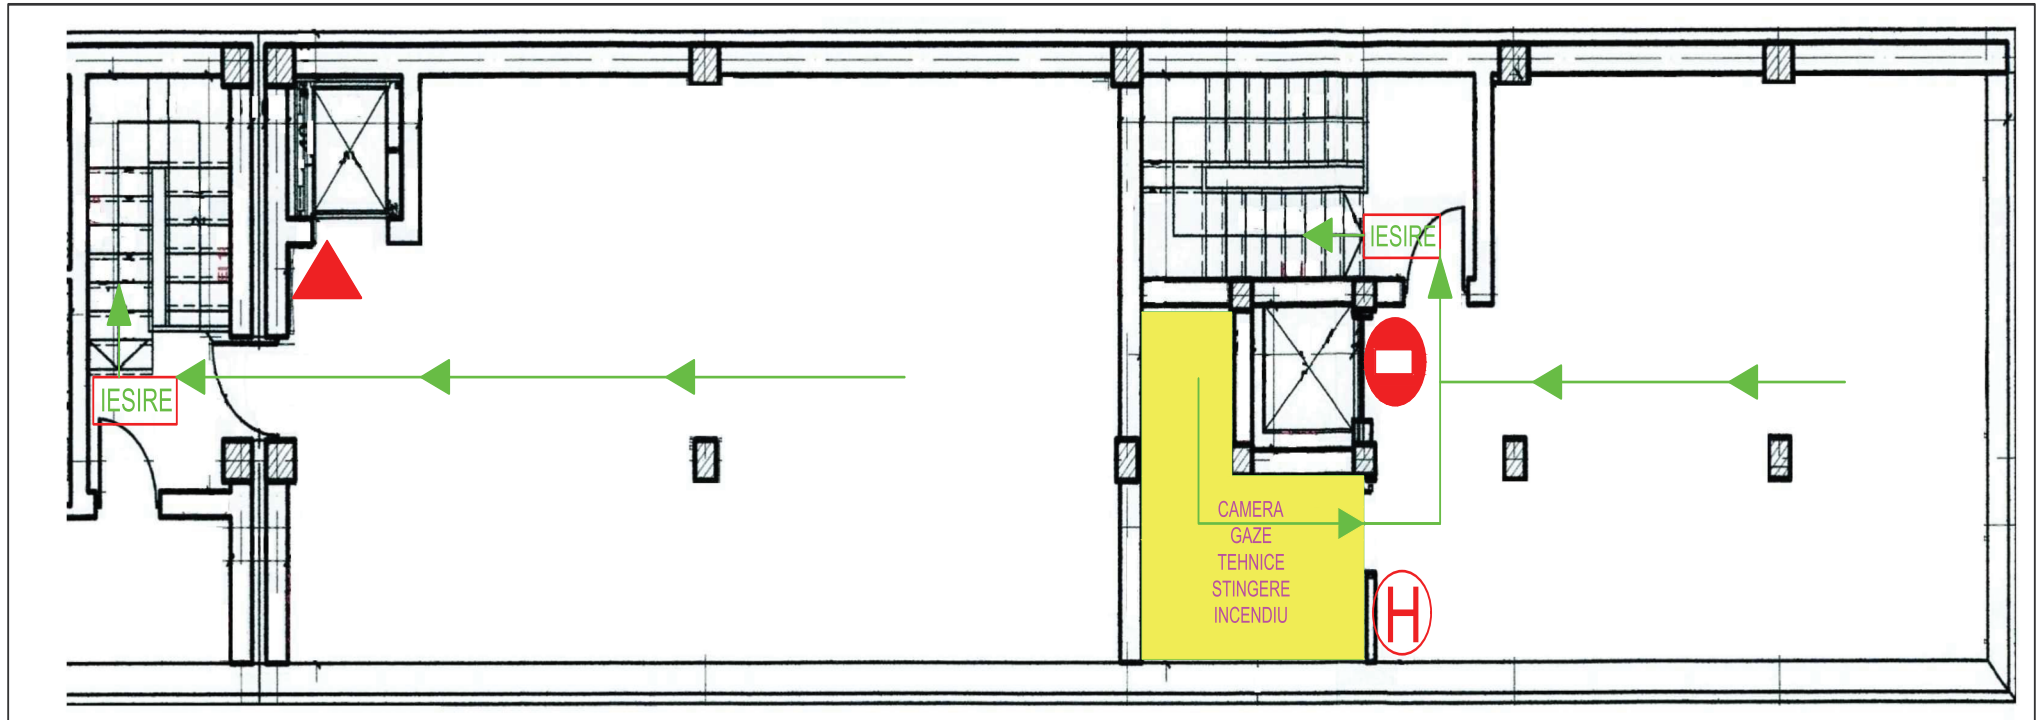 IESIRE
IESIRE
CAMERA
GAZE
TEHNICE
STINGERE
INCENDIU
H